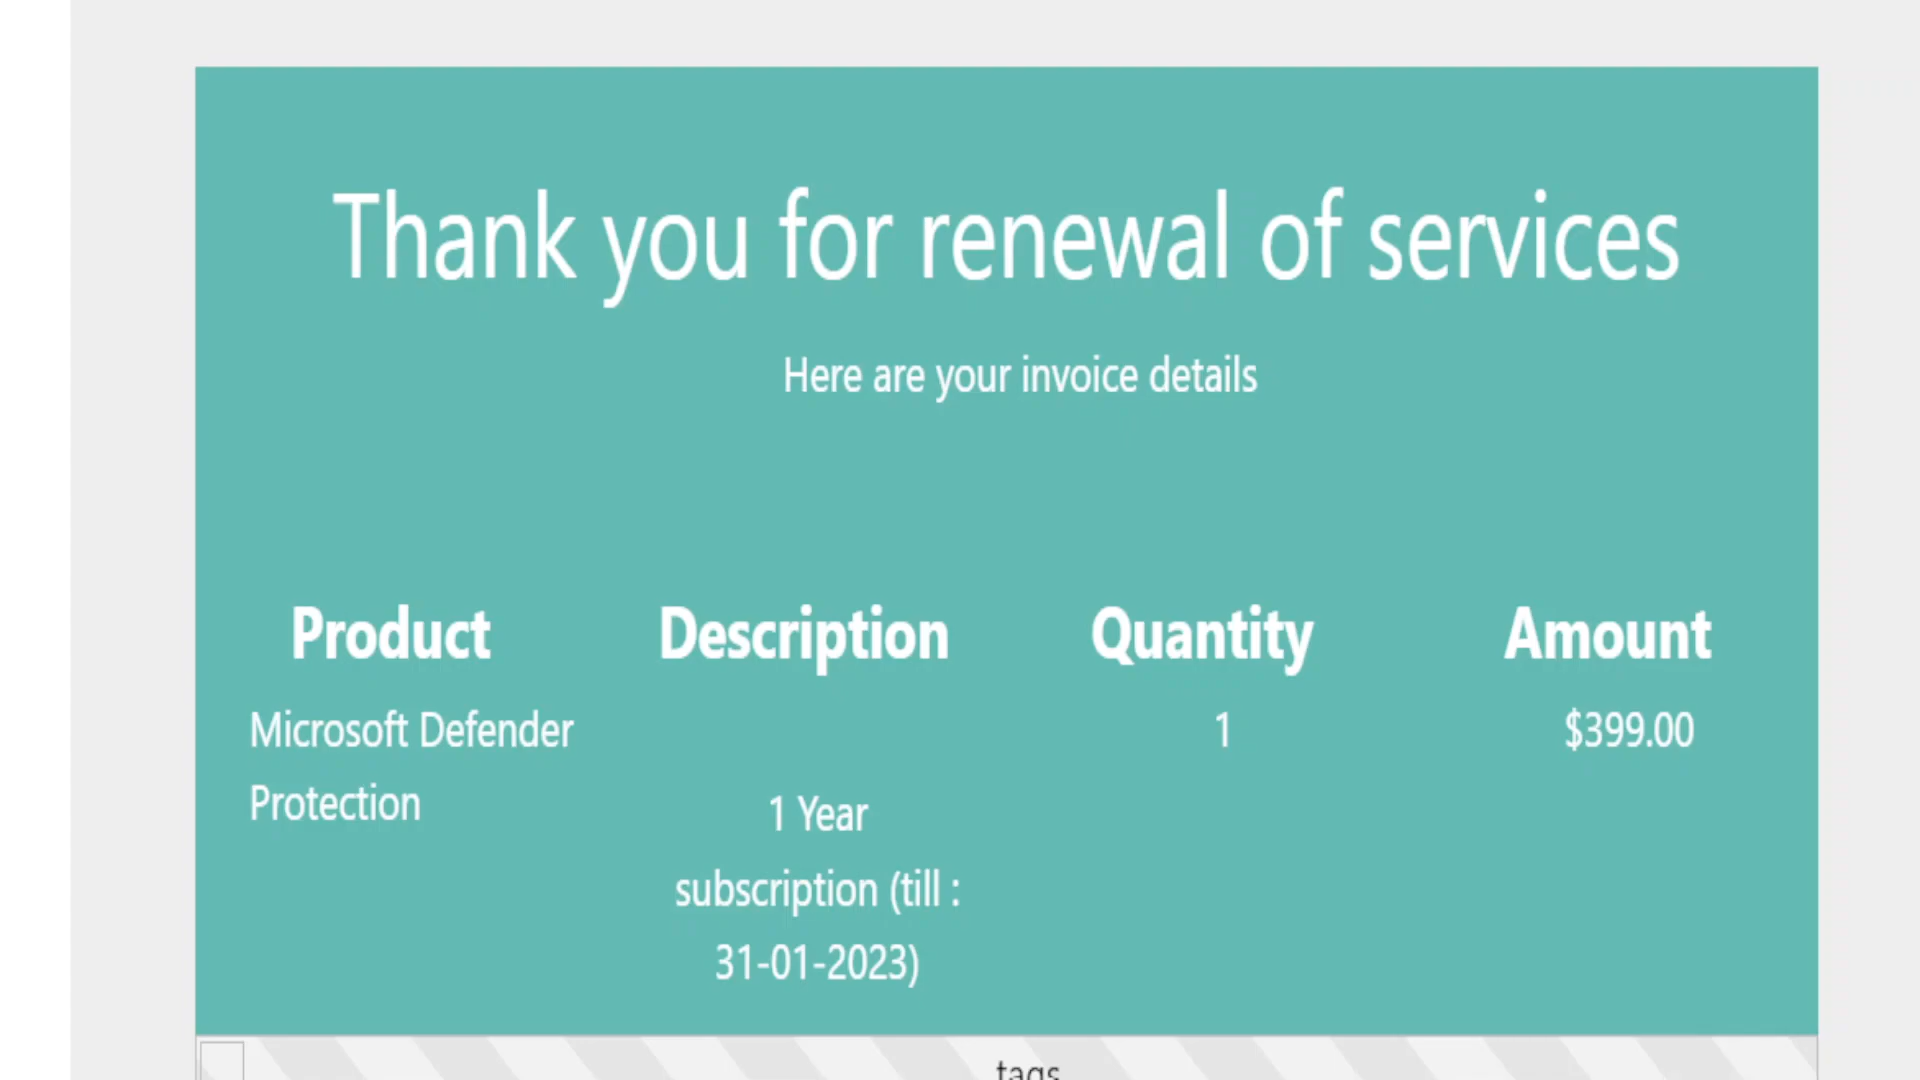 Thank you for renewal of services
Here are your invoice details
Product Description Quantity Amount
Microsoft Defender 1 $399.00
Protection
1 Year
subscription (till :
31-01-2023)
tags